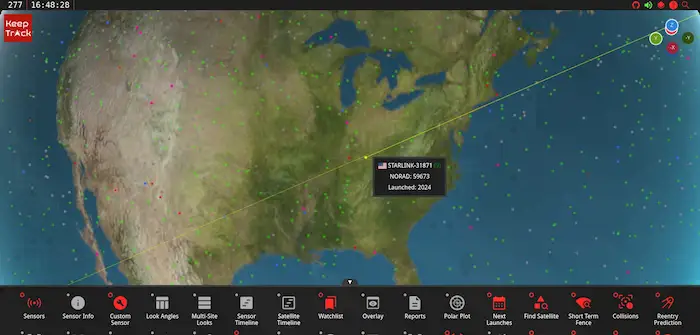 277 16:48:28
Keep
Track
STARLINK-31871
NORAD: 59673
Launched: 2024
Z
Y
-X
Sensors
Sensor Info
Custom
Sensor
Look Angles
Multi-Site
Looks
Sensor
Timeline
Satellite
Timeline
Watchlist
Overlay
Reports
Polar Plot
Next
Launches
Find Satellite
Short Term
Fence
Collisions
Reentry
Prediction